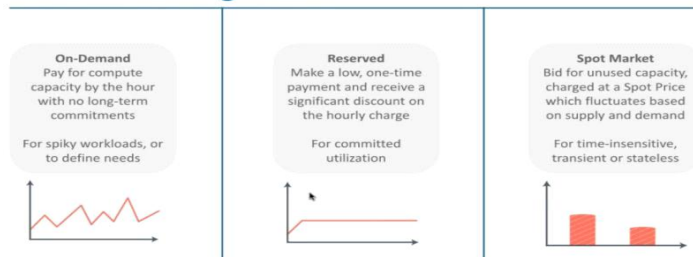 On-Demand
Pay for compute
capacity by the hour
with no long-term
commitments
For spiky workloads, or
to define needs
Reserved
Make a low, one-time
payment and receive a
significant discount on
the hourly charge
For committed
utilization
Spot Market
Bid for unused capacity,
charged at a Spot Price
which fluctuates based
on supply and demand
For time-insensitive,
transient or stateless